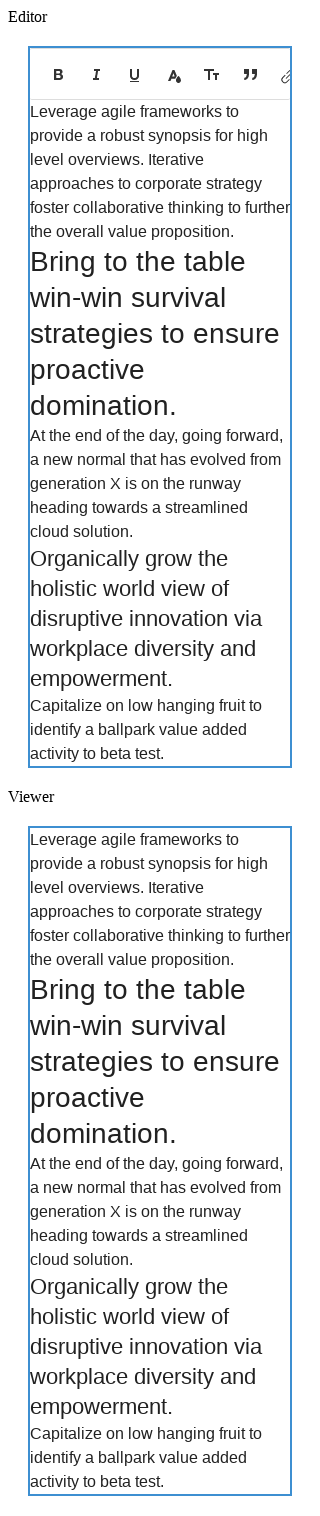 Editor
B I U A TT
Leverage agile frameworks to
provide a robust synopsis for high
level overviews. Iterative
approaches to corporate strategy
foster collaborative thinking to further
the overall value proposition.
Bring to the table
win-win survival
strategies to ensure
proactive
domination.
At the end of the day, going forward,
a new normal that has evolved from
generation X is on the runway
heading towards a streamlined
cloud solution.
Organically grow the
holistic world view of
disruptive innovation via
workplace diversity and
empowerment.
Capitalize on low hanging fruit to
identify a ballpark value added
activity to beta test.
Viewer
Leverage agile frameworks to
provide a robust synopsis for high
level overviews. Iterative
approaches to corporate strategy
foster collaborative thinking to further
the overall value proposition.
Bring to the table
win-win survival
strategies to ensure
proactive
domination.
At the end of the day, going forward,
a new normal that has evolved from
generation X is on the runway
heading towards a streamlined
cloud solution.
Organically grow the
holistic world view of
disruptive innovation via
workplace diversity and
empowerment.
Capitalize on low hanging fruit to
identify a ballpark value added
activity to beta test.